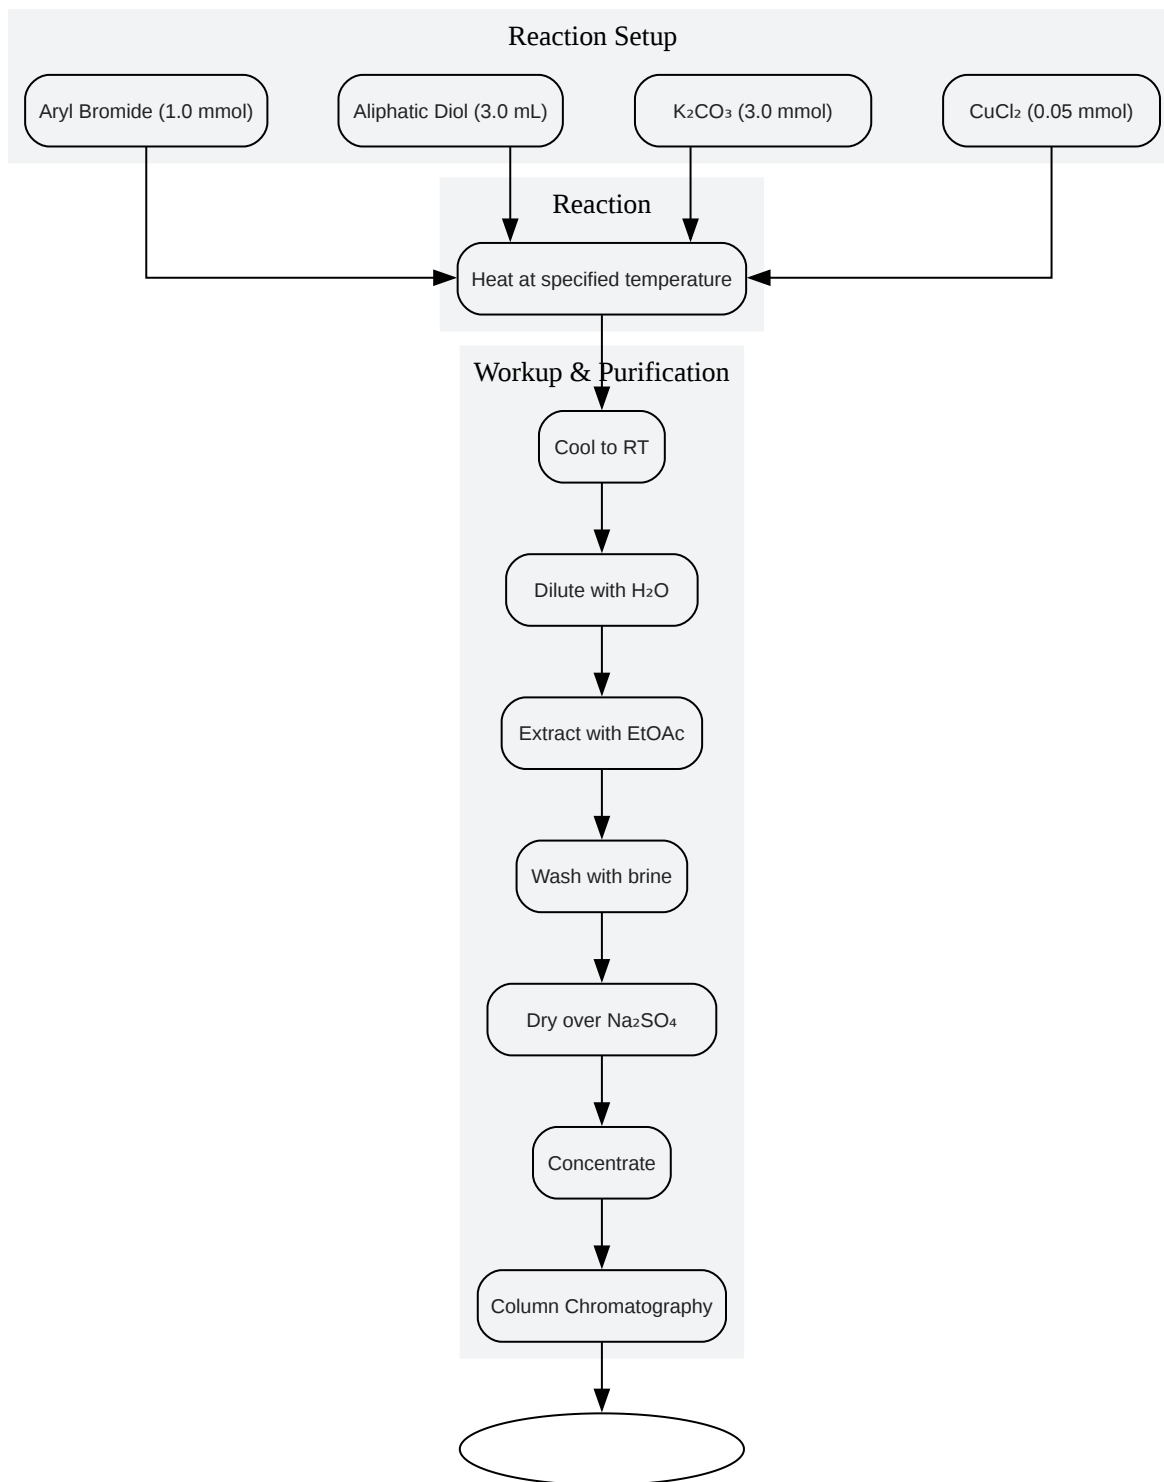 Reaction Setup
Aryl Bromide (1.0 mmol)
Aliphatic Diol (3.0 mL)
K₂CO₃ (3.0 mmol)
CuCl₂ (0.05 mmol)
Reaction
Heat at specified temperature
Workup & Purification
Cool to RT
Dilute with H₂O
Extract with EtOAc
Wash with brine
Dry over Na₂SO₄
Concentrate
Column Chromatography